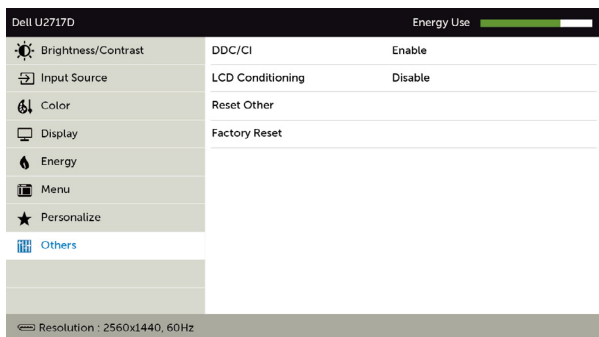 Dell U2717D Energy Use
Brightness/Contrast DDC/CI Enable
Input Source LCD Conditioning Disable
Color Reset Other
Display Factory Reset
Energy
Menu
Personalize
Others
Resolution : 2560x1440, 60Hz